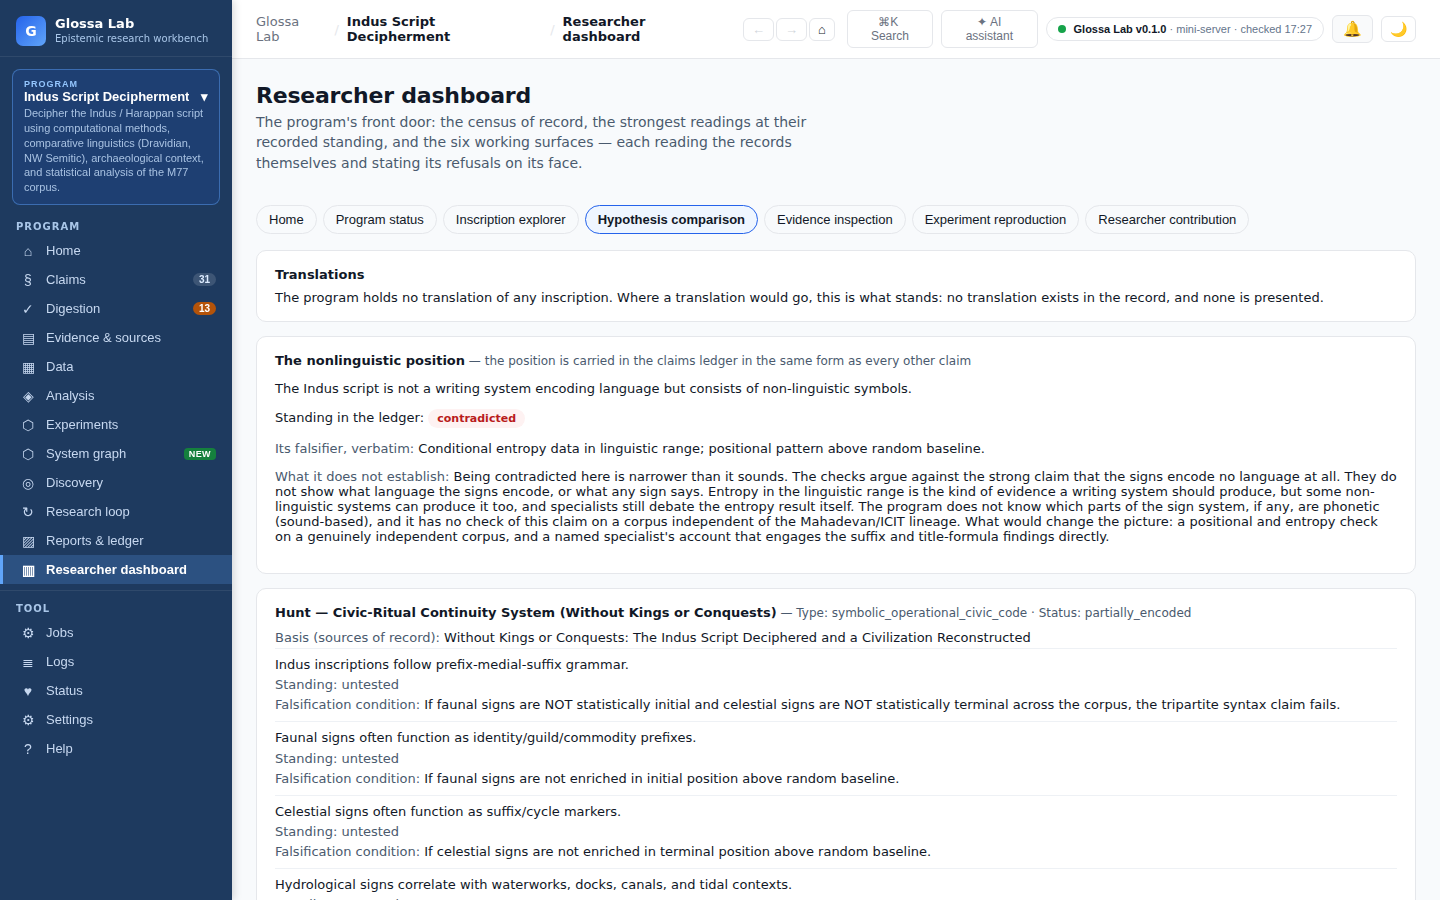 G
Glossa Lab
Epistemic research workbench
PROGRAM
Indus Script Decipherment ▼
Decipher the Indus / Harappan script
using computational methods,
comparative linguistics (Dravidian,
NW Semitic), archaeological context,
and statistical analysis of the M77
corpus.
PROGRAM
Home
Claims 31
Digestion 13
Evidence & sources
Data
Analysis
Experiments
System graph NEW
Discovery
Research loop
Reports & ledger
Researcher dashboard
TOOL
Jobs
Logs
Status
Settings
Help
Glossa Lab / Indus Script Decipherment / Researcher dashboard
← → ⌂
⌘K Search
✦ AI assistant
Glossa Lab v0.1.0 · mini-server · checked 17:27
Researcher dashboard
The program's front door: the census of record, the strongest readings at their
recorded standing, and the six working surfaces — each reading the records
themselves and stating its refusals on its face.
Home Program status Inscription explorer Hypothesis comparison Evidence inspection Experiment reproduction Researcher contribution
Translations
The program holds no translation of any inscription. Where a translation would go, this is what stands: no translation exists in the record, and none is presented.
The nonlinguistic position — the position is carried in the claims ledger in the same form as every other claim
The Indus script is not a writing system encoding language but consists of non-linguistic symbols.
Standing in the ledger: contradicted
Its falsifier, verbatim: Conditional entropy data in linguistic range; positional pattern above random baseline.
What it does not establish: Being contradicted here is narrower than it sounds. The checks argue against the strong claim that the signs encode no language at all. They do
not show what language the signs encode, or what any sign says. Entropy in the linguistic range is the kind of evidence a writing system should produce, but some non-
linguistic systems can produce it too, and specialists still debate the entropy result itself. The program does not know which parts of the sign system, if any, are phonetic
(sound-based), and it has no check of this claim on a corpus independent of the Mahadevan/ICIT lineage. What would change the picture: a positional and entropy check
on a genuinely independent corpus, and a named specialist's account that engages the suffix and title-formula findings directly.
Hunt — Civic-Ritual Continuity System (Without Kings or Conquests) — Type: symbolic_operational_civic_code · Status: partially_encoded
Basis (sources of record): Without Kings or Conquests: The Indus Script Deciphered and a Civilization Reconstructed
Indus inscriptions follow prefix-medial-suffix grammar.
Standing: untested
Falsification condition: If faunal signs are NOT statistically initial and celestial signs are NOT statistically terminal across the corpus, the tripartite syntax claim fails.
Faunal signs often function as identity/guild/commodity prefixes.
Standing: untested
Falsification condition: If faunal signs are not enriched in initial position above random baseline.
Celestial signs often function as suffix/cycle markers.
Standing: untested
Falsification condition: If celestial signs are not enriched in terminal position above random baseline.
Hydrological signs correlate with waterworks, docks, canals, and tidal contexts.